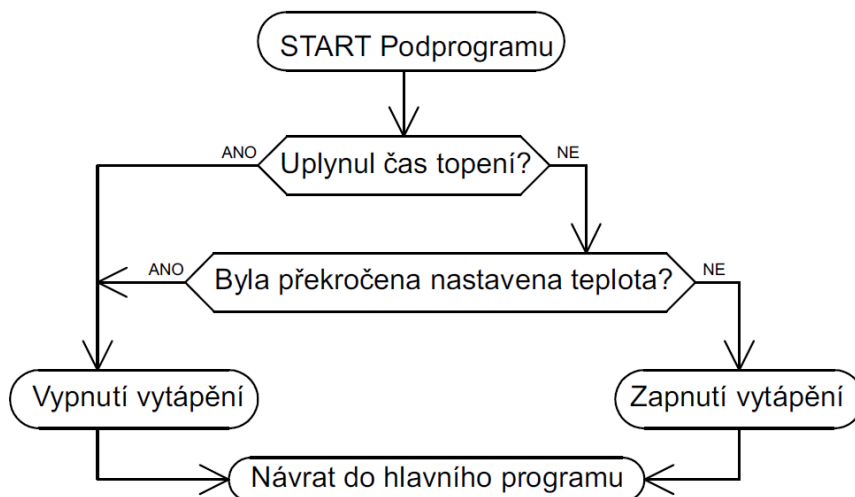 START Podprogramu
ANO
Uplynul čas topení?
NE
ANO
Byla překročena nastavena teplota?
NE
Vypnutí vytápění
Zapnutí vytápění
Návrat do hlavního programu